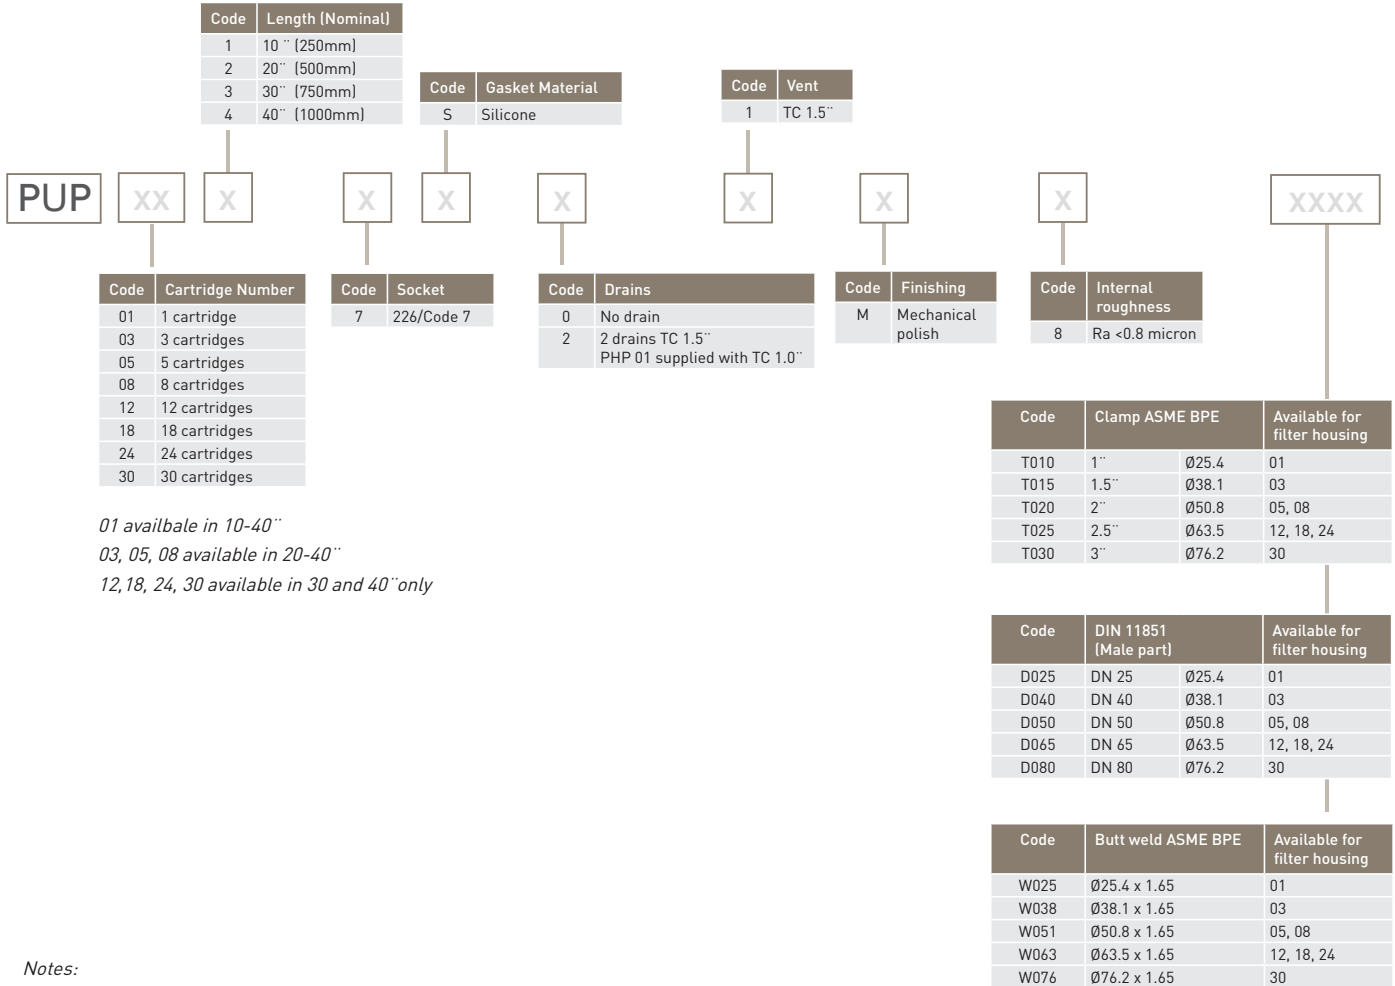 Code Length (Nominal)
1 10 ¨ (250mm)
2 20¨ (500mm)
3 30¨ (750mm)
4 40¨ (1000mm)
Code Gasket Material
S Silicone
Code Vent
1 TC 1.5¨
PUP XX X X X X X X X XXXX
Code Cartridge Number
01 1 cartridge
03 3 cartridges
05 5 cartridges
08 8 cartridges
12 12 cartridges
18 18 cartridges
24 24 cartridges
30 30 cartridges
Code Socket
7 226/Code 7
Code Drains
0 No drain
2 2 drains TC 1.5¨
PHP 01 supplied with TC 1.0¨
Code Finishing
M Mechanical
polish
Code Internal
roughness
8 Ra <0.8 micron
01 availbale in 10-40¨
03, 05, 08 available in 20-40¨
12,18, 24, 30 available in 30 and 40¨only
Code Clamp ASME BPE Available for
filter housing
T010 1¨ Ø25.4 01
T015 1.5¨ Ø38.1 03
T020 2¨ Ø50.8 05, 08
T025 2.5¨ Ø63.5 12, 18, 24
T030 3¨ Ø76.2 30
Code DIN 11851 Available for
(Male part) filter housing
D025 DN 25 Ø25.4 01
D040 DN 40 Ø38.1 03
D050 DN 50 Ø50.8 05, 08
D065 DN 65 Ø63.5 12, 18, 24
D080 DN 80 Ø76.2 30
Code Butt weld ASME BPE Available for
filter housing
W025 Ø25.4 x 1.65 01
W038 Ø38.1 x 1.65 03
W051 Ø50.8 x 1.65 05, 08
W063 Ø63.5 x 1.65 12, 18, 24
W076 Ø76.2 x 1.65 30
Notes: